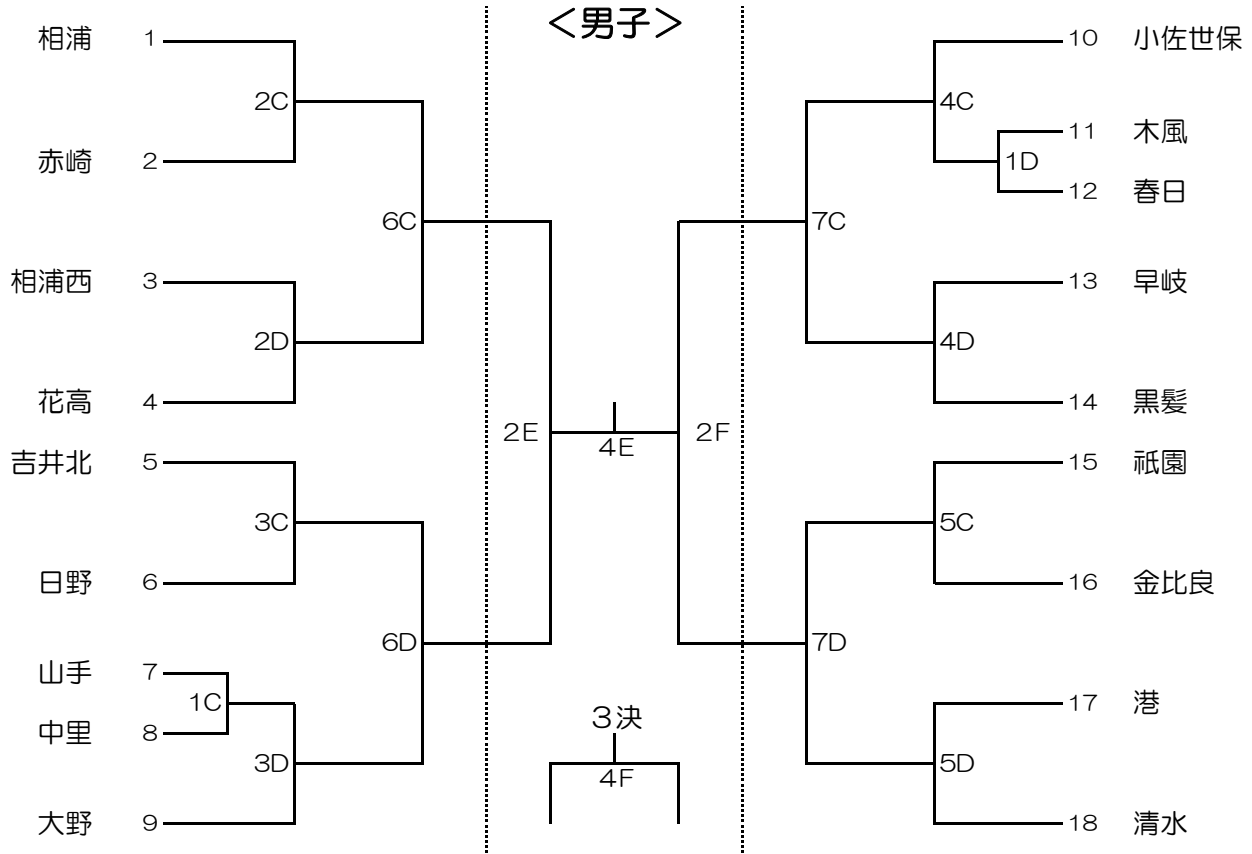 ＜男子＞
相浦 1
2C
赤崎 2
6C
相浦西 3
2D
花高 4
2E
吉井北 5
3C
日野 6
6D
山手 7
1C
中里 8
3D
大野 9
4E
3決
4F
10 小佐世保
4C
11 木風
1D
12 春日
7C
13 早岐
4D
14 黒髪
2F
15 祇園
5C
16 金比良
7D
17 港
5D
18 清水